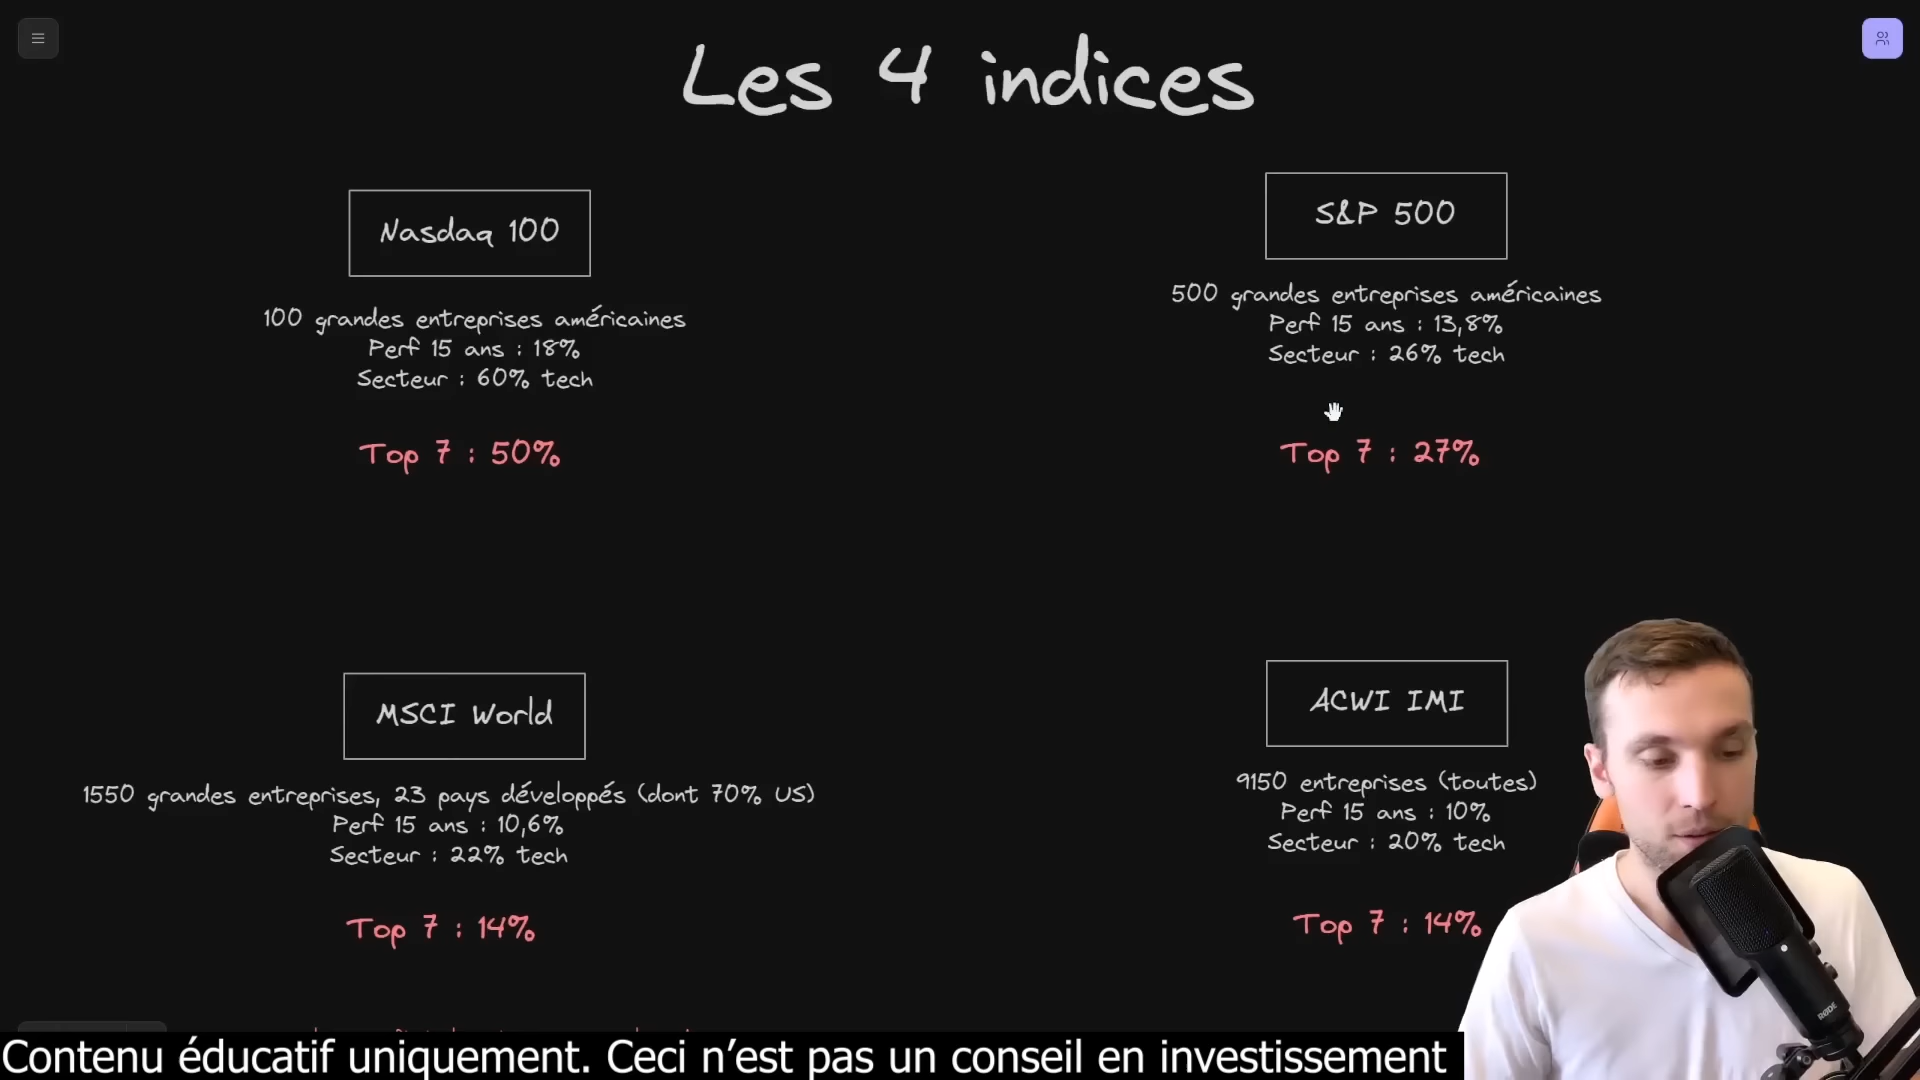 Les 4 indices
Nasdaq 100
100 grandes entreprises américaines
Perf 15 ans : 18%
Secteur : 60% tech
Top 7 : 50%
S&P 500
500 grandes entreprises américaines
Perf 15 ans : 13,8%
Secteur : 26% tech
Top 7 : 27%
MSCI World
1550 grandes entreprises, 23 pays développés (dont 70% US)
Perf 15 ans : 10,6%
Secteur : 22% tech
Top 7 : 14%
ACWI IMI
9150 entreprises (toutes)
Perf 15 ans : 10%
Secteur : 20% tech
Top 7 : 14%
RØDE
Contenu éducatif uniquement. Ceci n’est pas un conseil en investissement